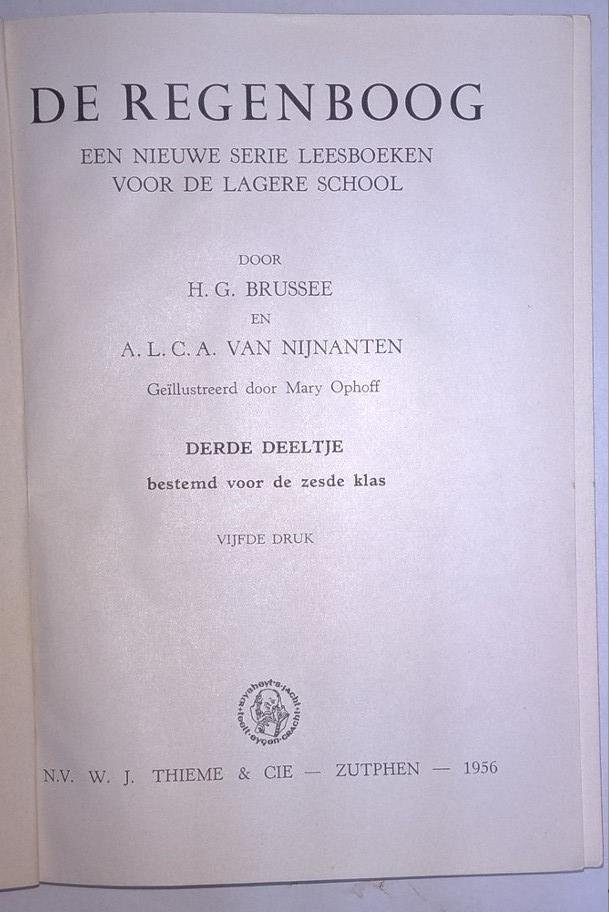 DE REGENBOOG
EEN NIEUWE SERIE LEESBOEKEN
VOOR DE LAGERE SCHOOL
DOOR
H. G. BRUSSEE
EN
A. L. C. A. VAN NIJNANTEN
Geïllustreerd door Mary Ophoff
DERDE DEELTJE
bestemd voor de zesde klas
VIJFDE DRUK
N.V. W. J. THIEME & CIE — ZUTPHEN — 1956